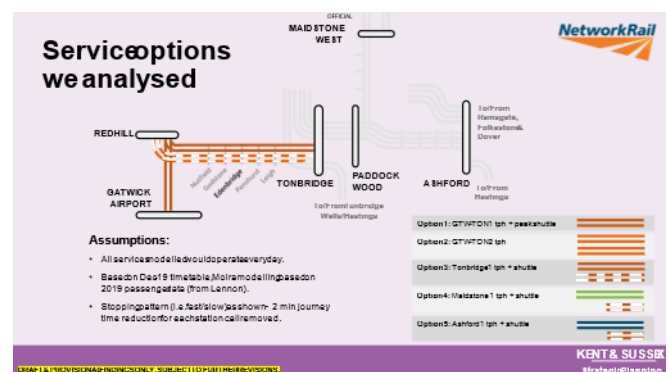 OFFICIAL
MAIDSTONE
WEST
NetworkRail
Service options
we analysed
To/From
Ramsgate,
Folkestone &
Dover
REDHILL
Nutfield
Godstone
Edenbridge
Penshurst
Leigh
TONBRIDGE
PADDOCK
WOOD
ASHFORD
To/From
Hastings
GATWICK
AIRPORT
To/From Tunbridge
Wells/Hastings
Option 1: GTW-TON 1 tph + peak shuttle
Option 2: GTW-TON 2 tph
Option 3: Tonbridge 1 tph + shuttle
Option 4: Maidstone 1 tph + shuttle
Option 5: Ashford 1 tph + shuttle
Assumptions:
• All services modelled would operate everyday.
• Based on Dec19 timetable, Moira modelling based on
2019 passenger data (from Lennon).
• Stopping pattern (i.e. fast/slow) as shown - 2 min journey
time reduction for each station call removed.
KENT & SUSSEX
Strategic Planning
DRAFT & PROVISIONAL FINDINGS ONLY. SUBJECT TO FURTHER REVISIONS.